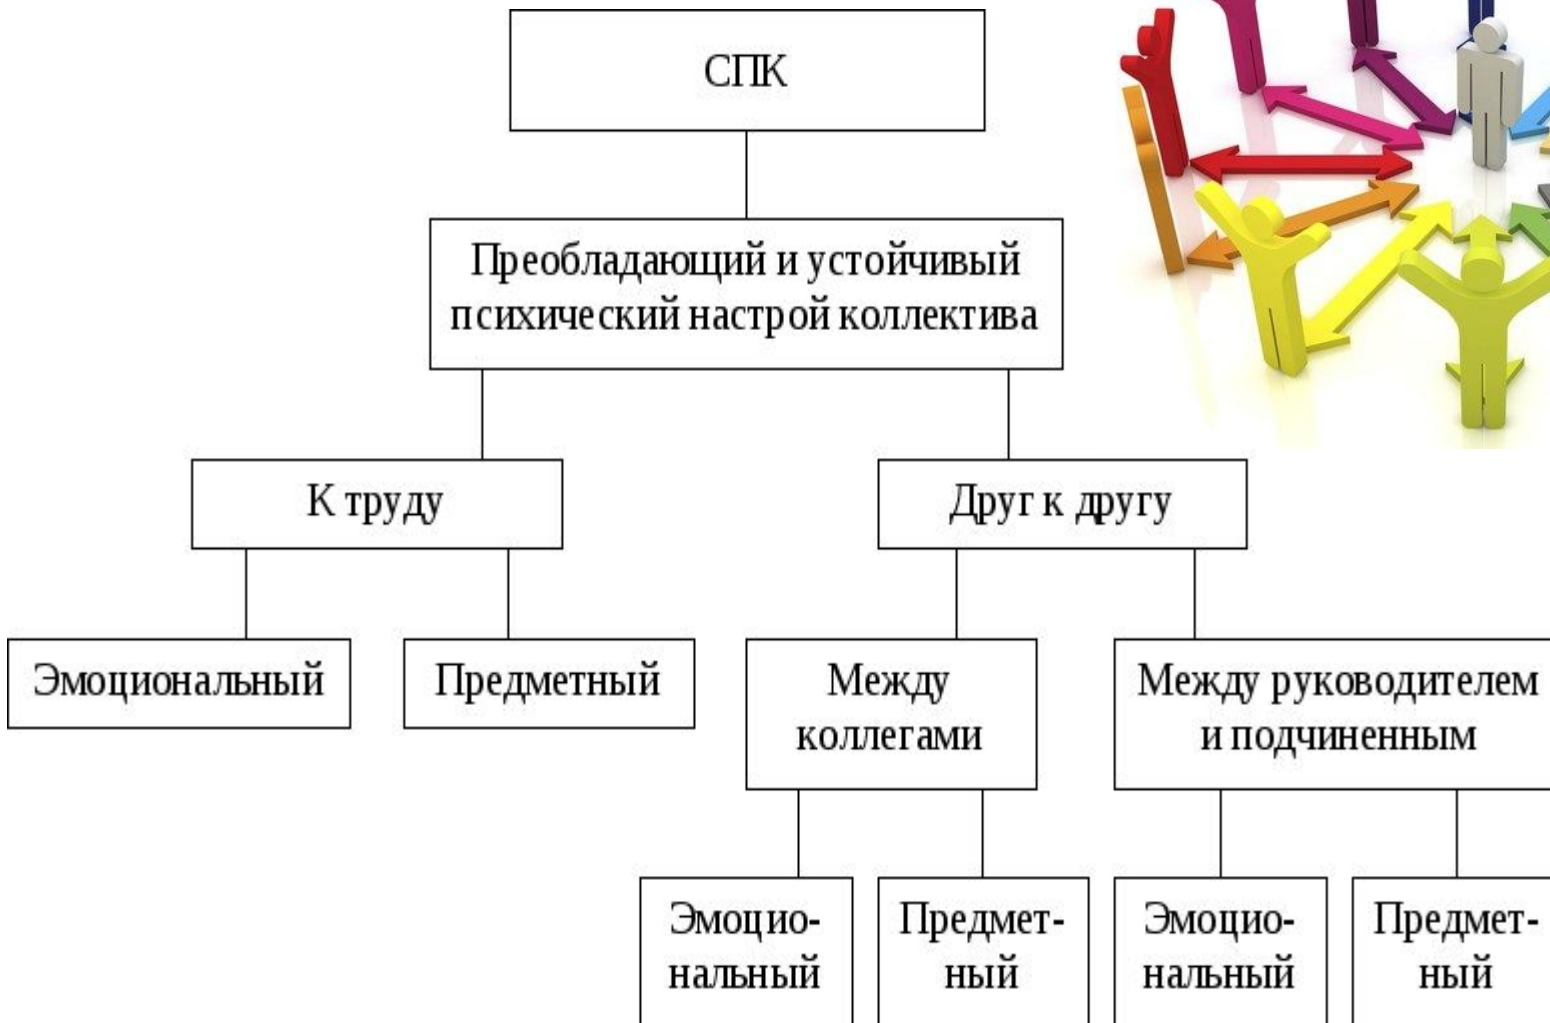 СПК
Преобладающий и устойчивый
психический настрой коллектива
К труду
Друг к другу
Эмоциональный
Предметный
Между
коллегами
Между руководителем
и подчиненным
Эмоцио-
нальный
Предмет-
ный
Эмоцио-
нальный
Предмет-
ный